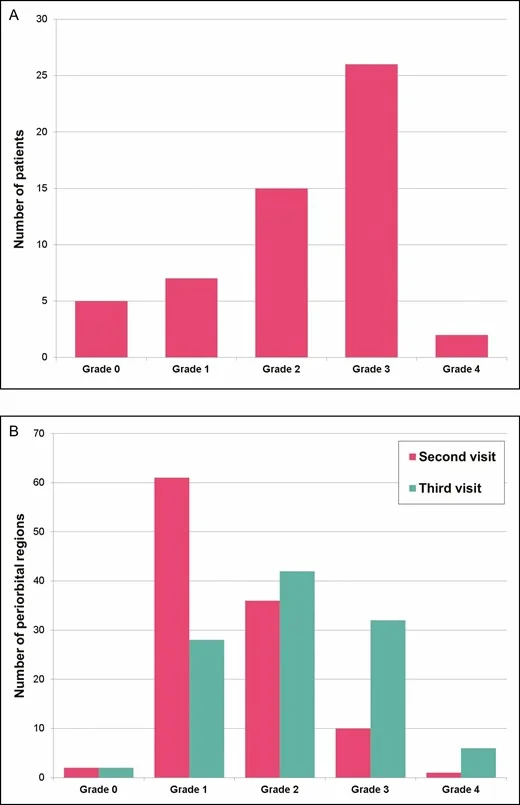 A
Number of patients
30
25
20
15
10
5
0
Grade 0 Grade 1 Grade 2 Grade 3 Grade 4
B
Number of periorbital regions
70
60
50
40
30
20
10
0
Second visit
Third visit
Grade 0 Grade 1 Grade 2 Grade 3 Grade 4